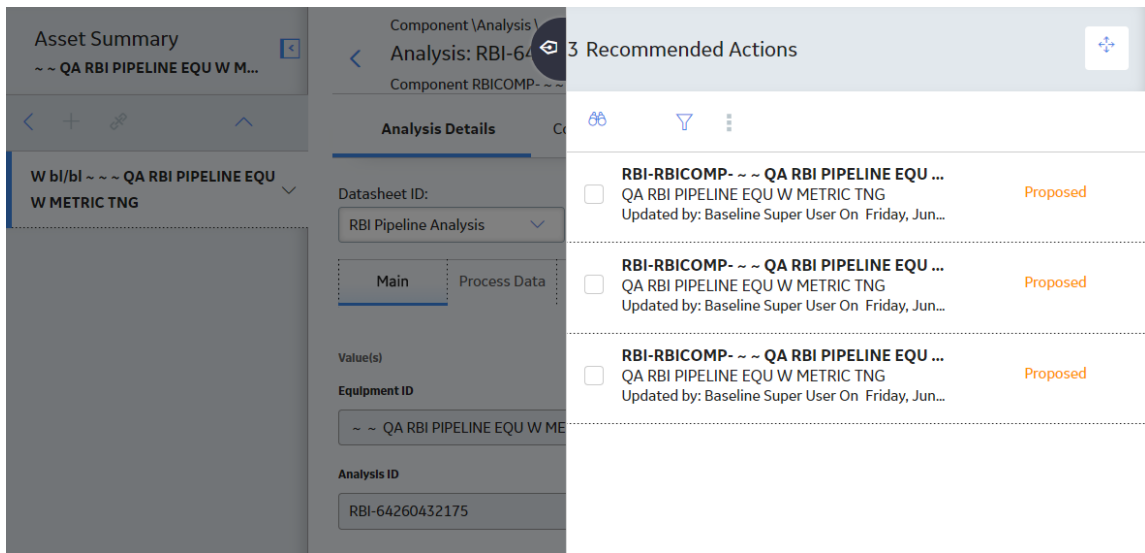 Asset Summary
~ ~ QA RBI PIPELINE EQU W M...
W bl/bl ~ ~ ~ QA RBI PIPELINE EQU
W METRIC TNG
Component \Analysis \
Analysis: RBI-64
Component RBICOMP- ~ ~
Analysis Details
Datasheet ID:
RBI Pipeline Analysis
Main
Process Data
Value(s)
Equipment ID
~ ~ QA RBI PIPELINE EQU W ME
Analysis ID
RBI-64260432175
3 Recommended Actions
RBI-RBICOMP- ~ ~ QA RBI PIPELINE EQU ...
QA RBI PIPELINE EQU W METRIC TNG
Updated by: Baseline Super User On Friday, Jun...
Proposed
RBI-RBICOMP- ~ ~ QA RBI PIPELINE EQU ...
QA RBI PIPELINE EQU W METRIC TNG
Updated by: Baseline Super User On Friday, Jun...
Proposed
RBI-RBICOMP- ~ ~ QA RBI PIPELINE EQU ...
QA RBI PIPELINE EQU W METRIC TNG
Updated by: Baseline Super User On Friday, Jun...
Proposed